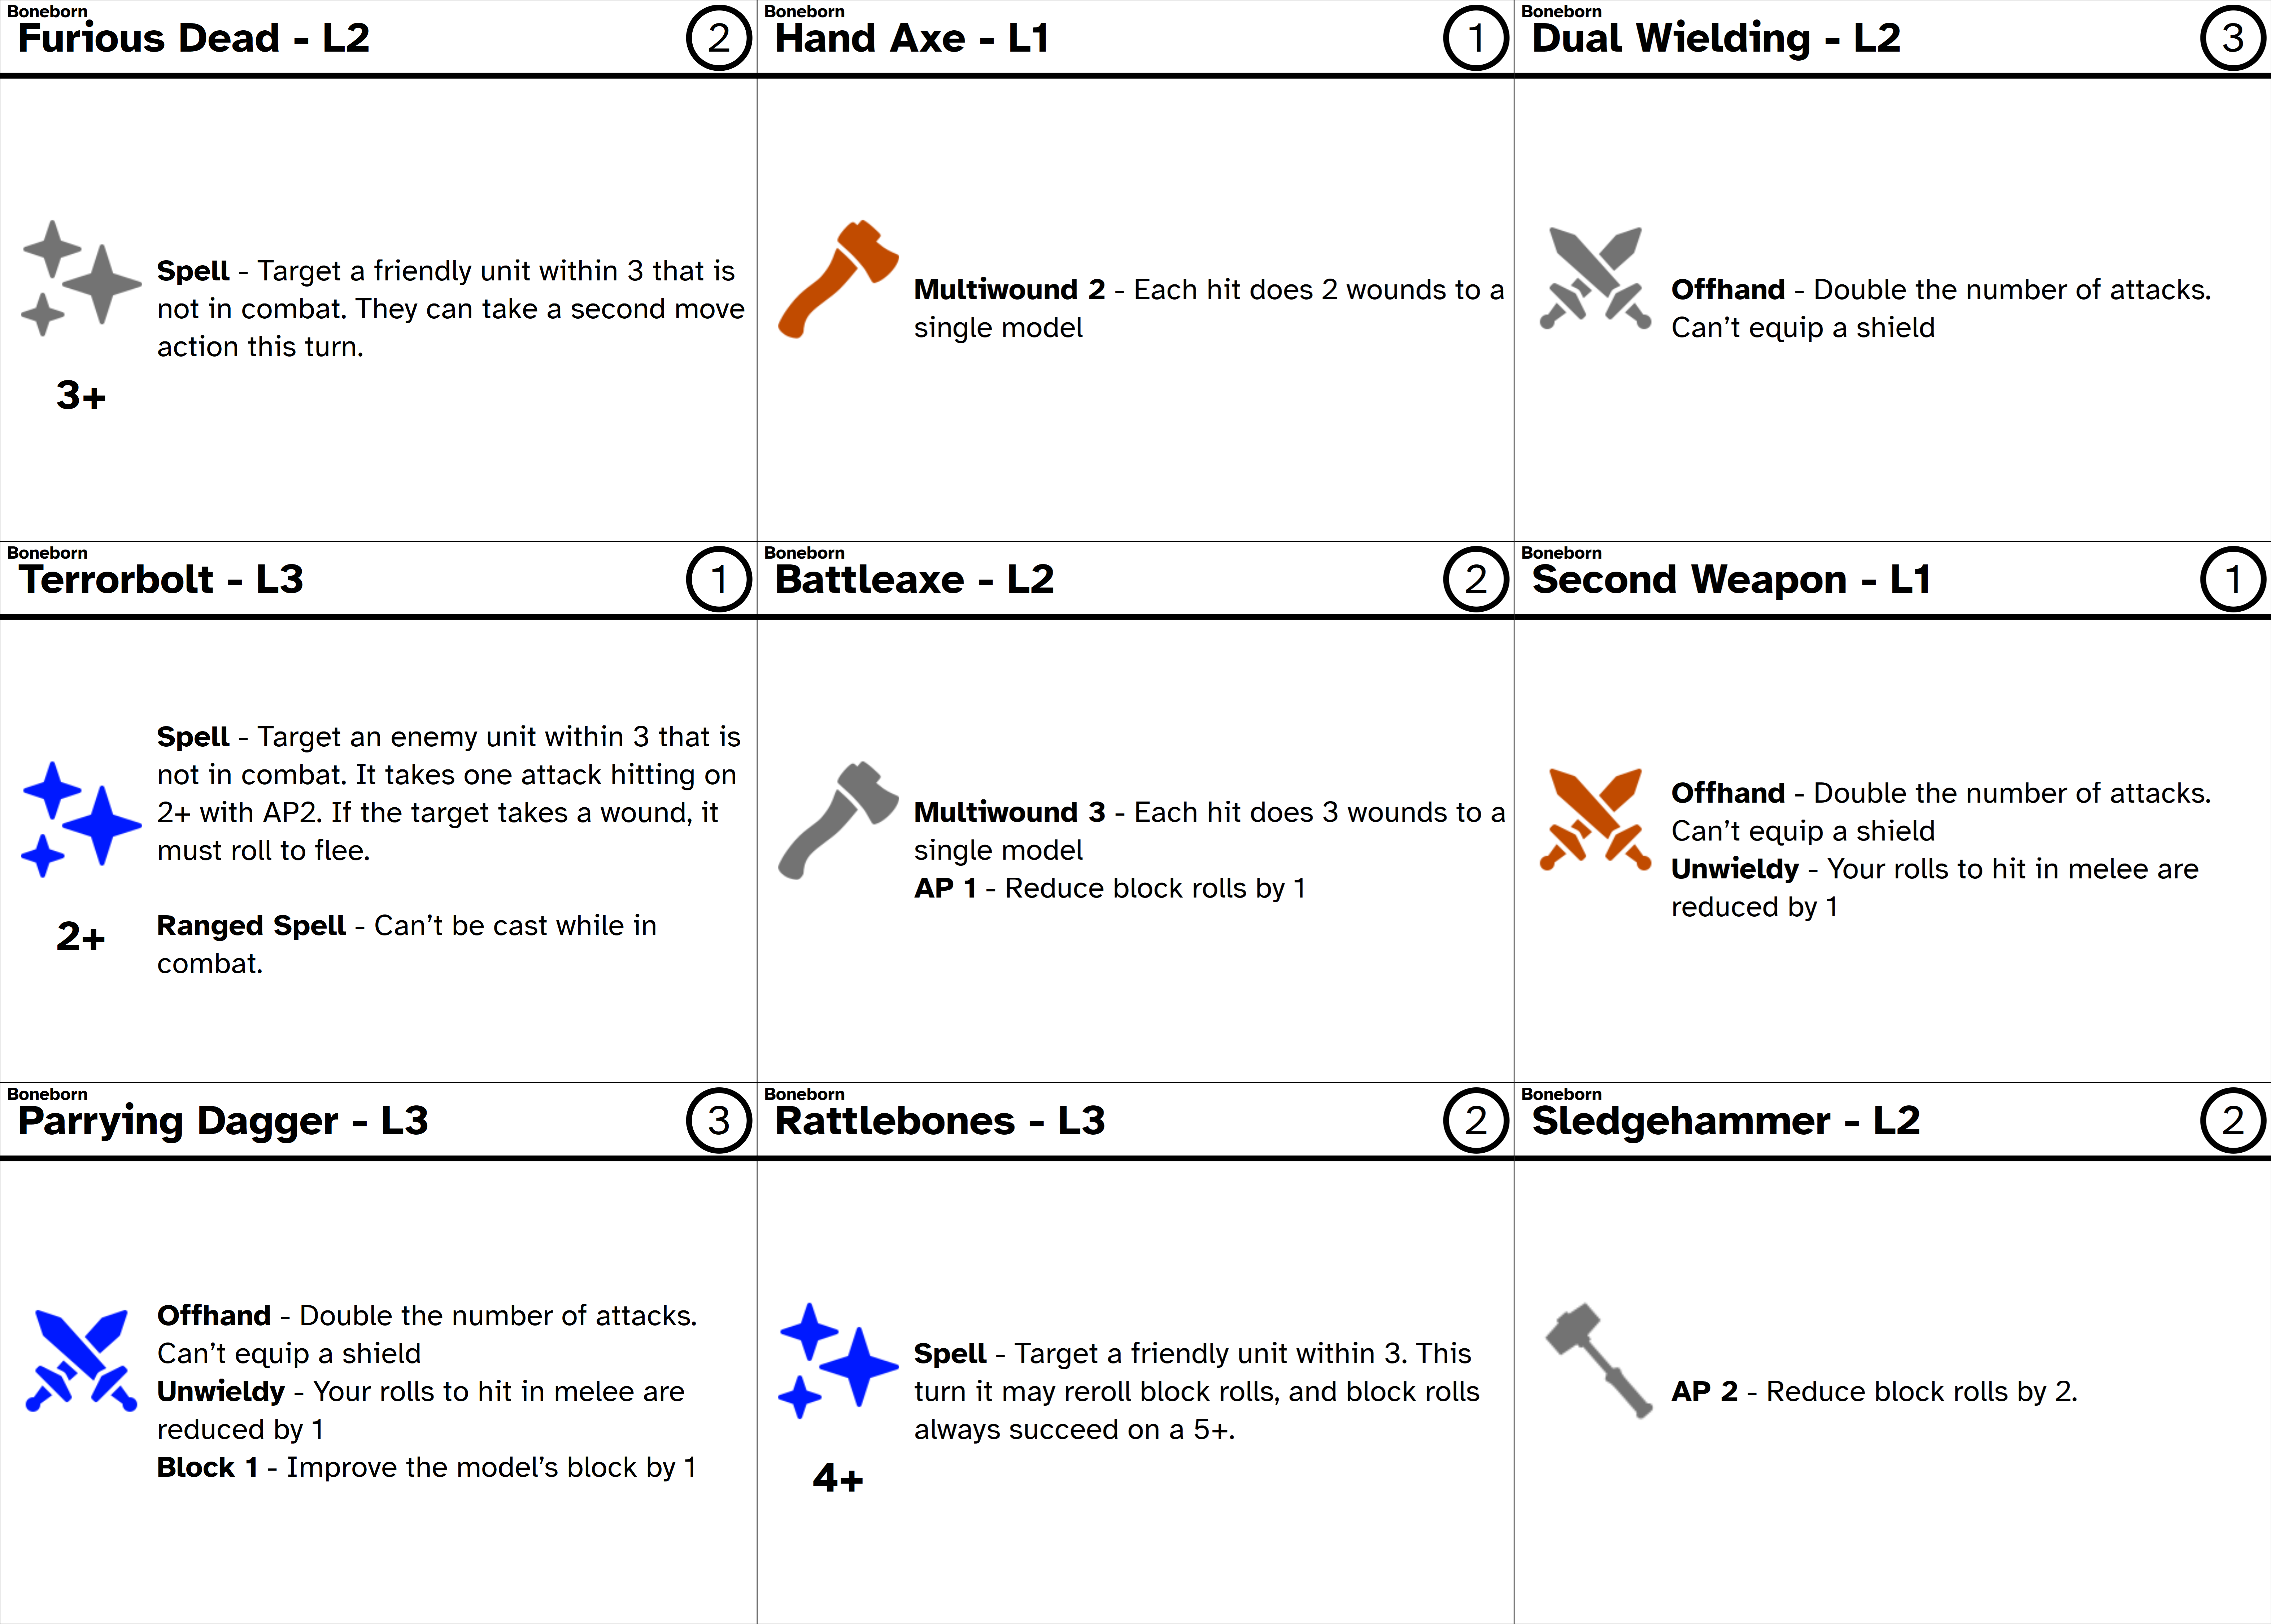 Boneborn
Furious Dead - L2
2
Spell - Target a friendly unit within 3 that is
not in combat. They can take a second move
action this turn.
3+
Boneborn
Hand Axe - L1
1
Multiwound 2 - Each hit does 2 wounds to a
single model
Boneborn
Dual Wielding - L2
3
Offhand - Double the number of attacks.
Can't equip a shield
Boneborn
Terrorbolt - L3
1
Spell - Target an enemy unit within 3 that is
not in combat. It takes one attack hitting on
2+ with AP2. If the target takes a wound, it
must roll to flee.
2+
Ranged Spell - Can't be cast while in
combat.
Boneborn
Battleaxe - L2
2
Multiwound 3 - Each hit does 3 wounds to a
single model
AP 1 - Reduce block rolls by 1
Boneborn
Second Weapon - L1
1
Offhand - Double the number of attacks.
Can't equip a shield
Unwieldy - Your rolls to hit in melee are
reduced by 1
Boneborn
Parrying Dagger - L3
3
Offhand - Double the number of attacks.
Can't equip a shield
Unwieldy - Your rolls to hit in melee are
reduced by 1
Block 1 - Improve the model's block by 1
Boneborn
Rattlebones - L3
2
Spell - Target a friendly unit within 3. This
turn it may reroll block rolls, and block rolls
always succeed on a 5+.
4+
Boneborn
Sledgehammer - L2
2
AP 2 - Reduce block rolls by 2.